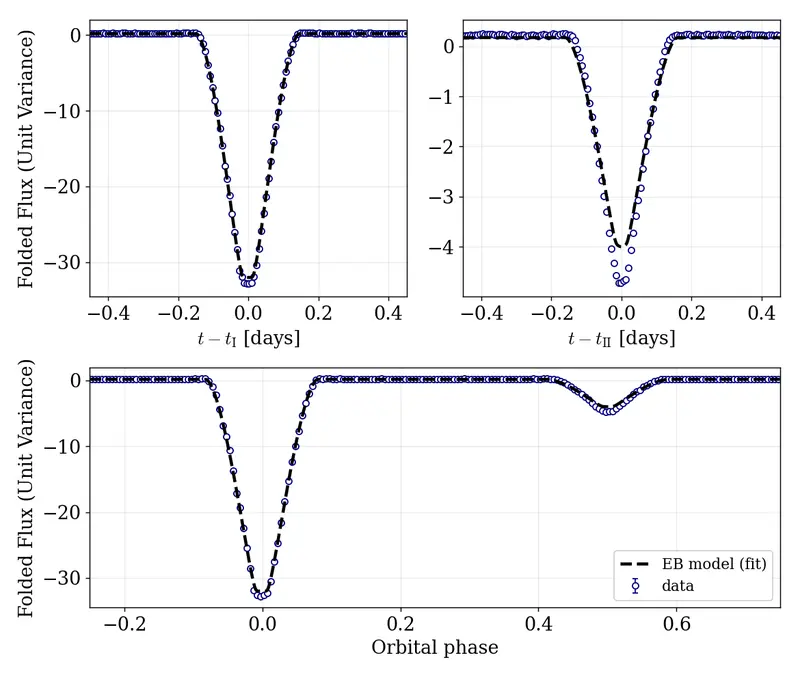 Folded Flux (Unit Variance)
0
−10
−20
−30
−0.4 −0.2 0.0 0.2 0.4
t − t_I [days]
0
−1
−2
−3
−4
−0.4 −0.2 0.0 0.2 0.4
t − t_II [days]
Folded Flux (Unit Variance)
0
−10
−20
−30
−0.2 0.0 0.2 0.4 0.6
Orbital phase
EB model (fit)
data